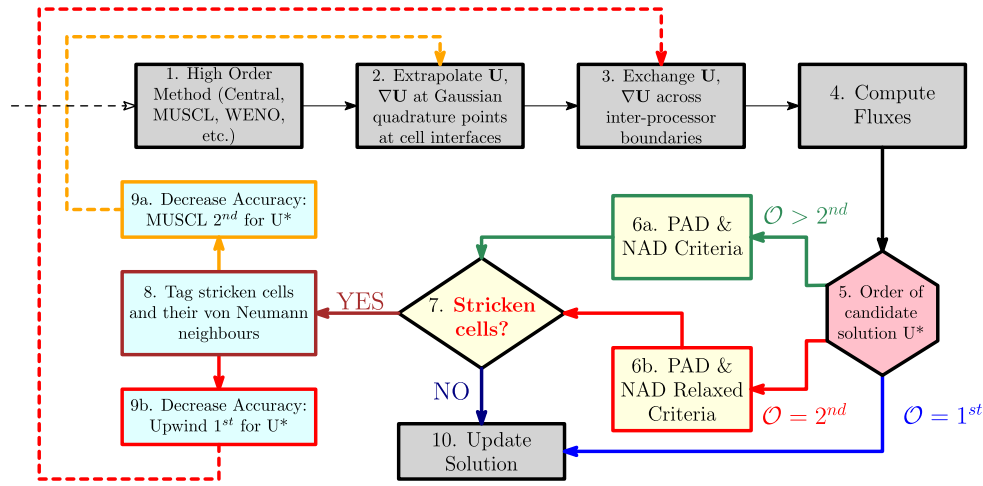 1. High Order
Method (Central,
MUSCL, WENO,
etc.)
2. Extrapolate U,
∇U at Gaussian
quadrature points
at cell interfaces
3. Exchange U,
∇U across
inter-processor
boundaries
4. Compute
Fluxes
9a. Decrease Accuracy:
MUSCL 2nd for U*
6a. PAD &
NAD Criteria
O > 2nd
8. Tag stricken cells
and their von Neumann
neighbours
YES
7. Stricken
cells?
5. Order of
candidate
solution U*
6b. PAD &
NAD Relaxed
Criteria
O = 2nd
O = 1st
NO
9b. Decrease Accuracy:
Upwind 1st for U*
10. Update
Solution